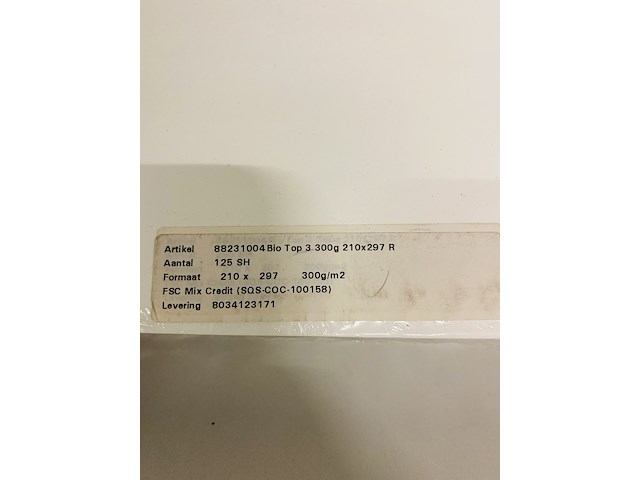 Artikel 88231004 Bio Top 3 300g 210x297 R
Aantal 125 SH
Formaat 210 x 297 300g/m2
FSC Mix Credit (SQS-COC-100158)
Levering 8034123171